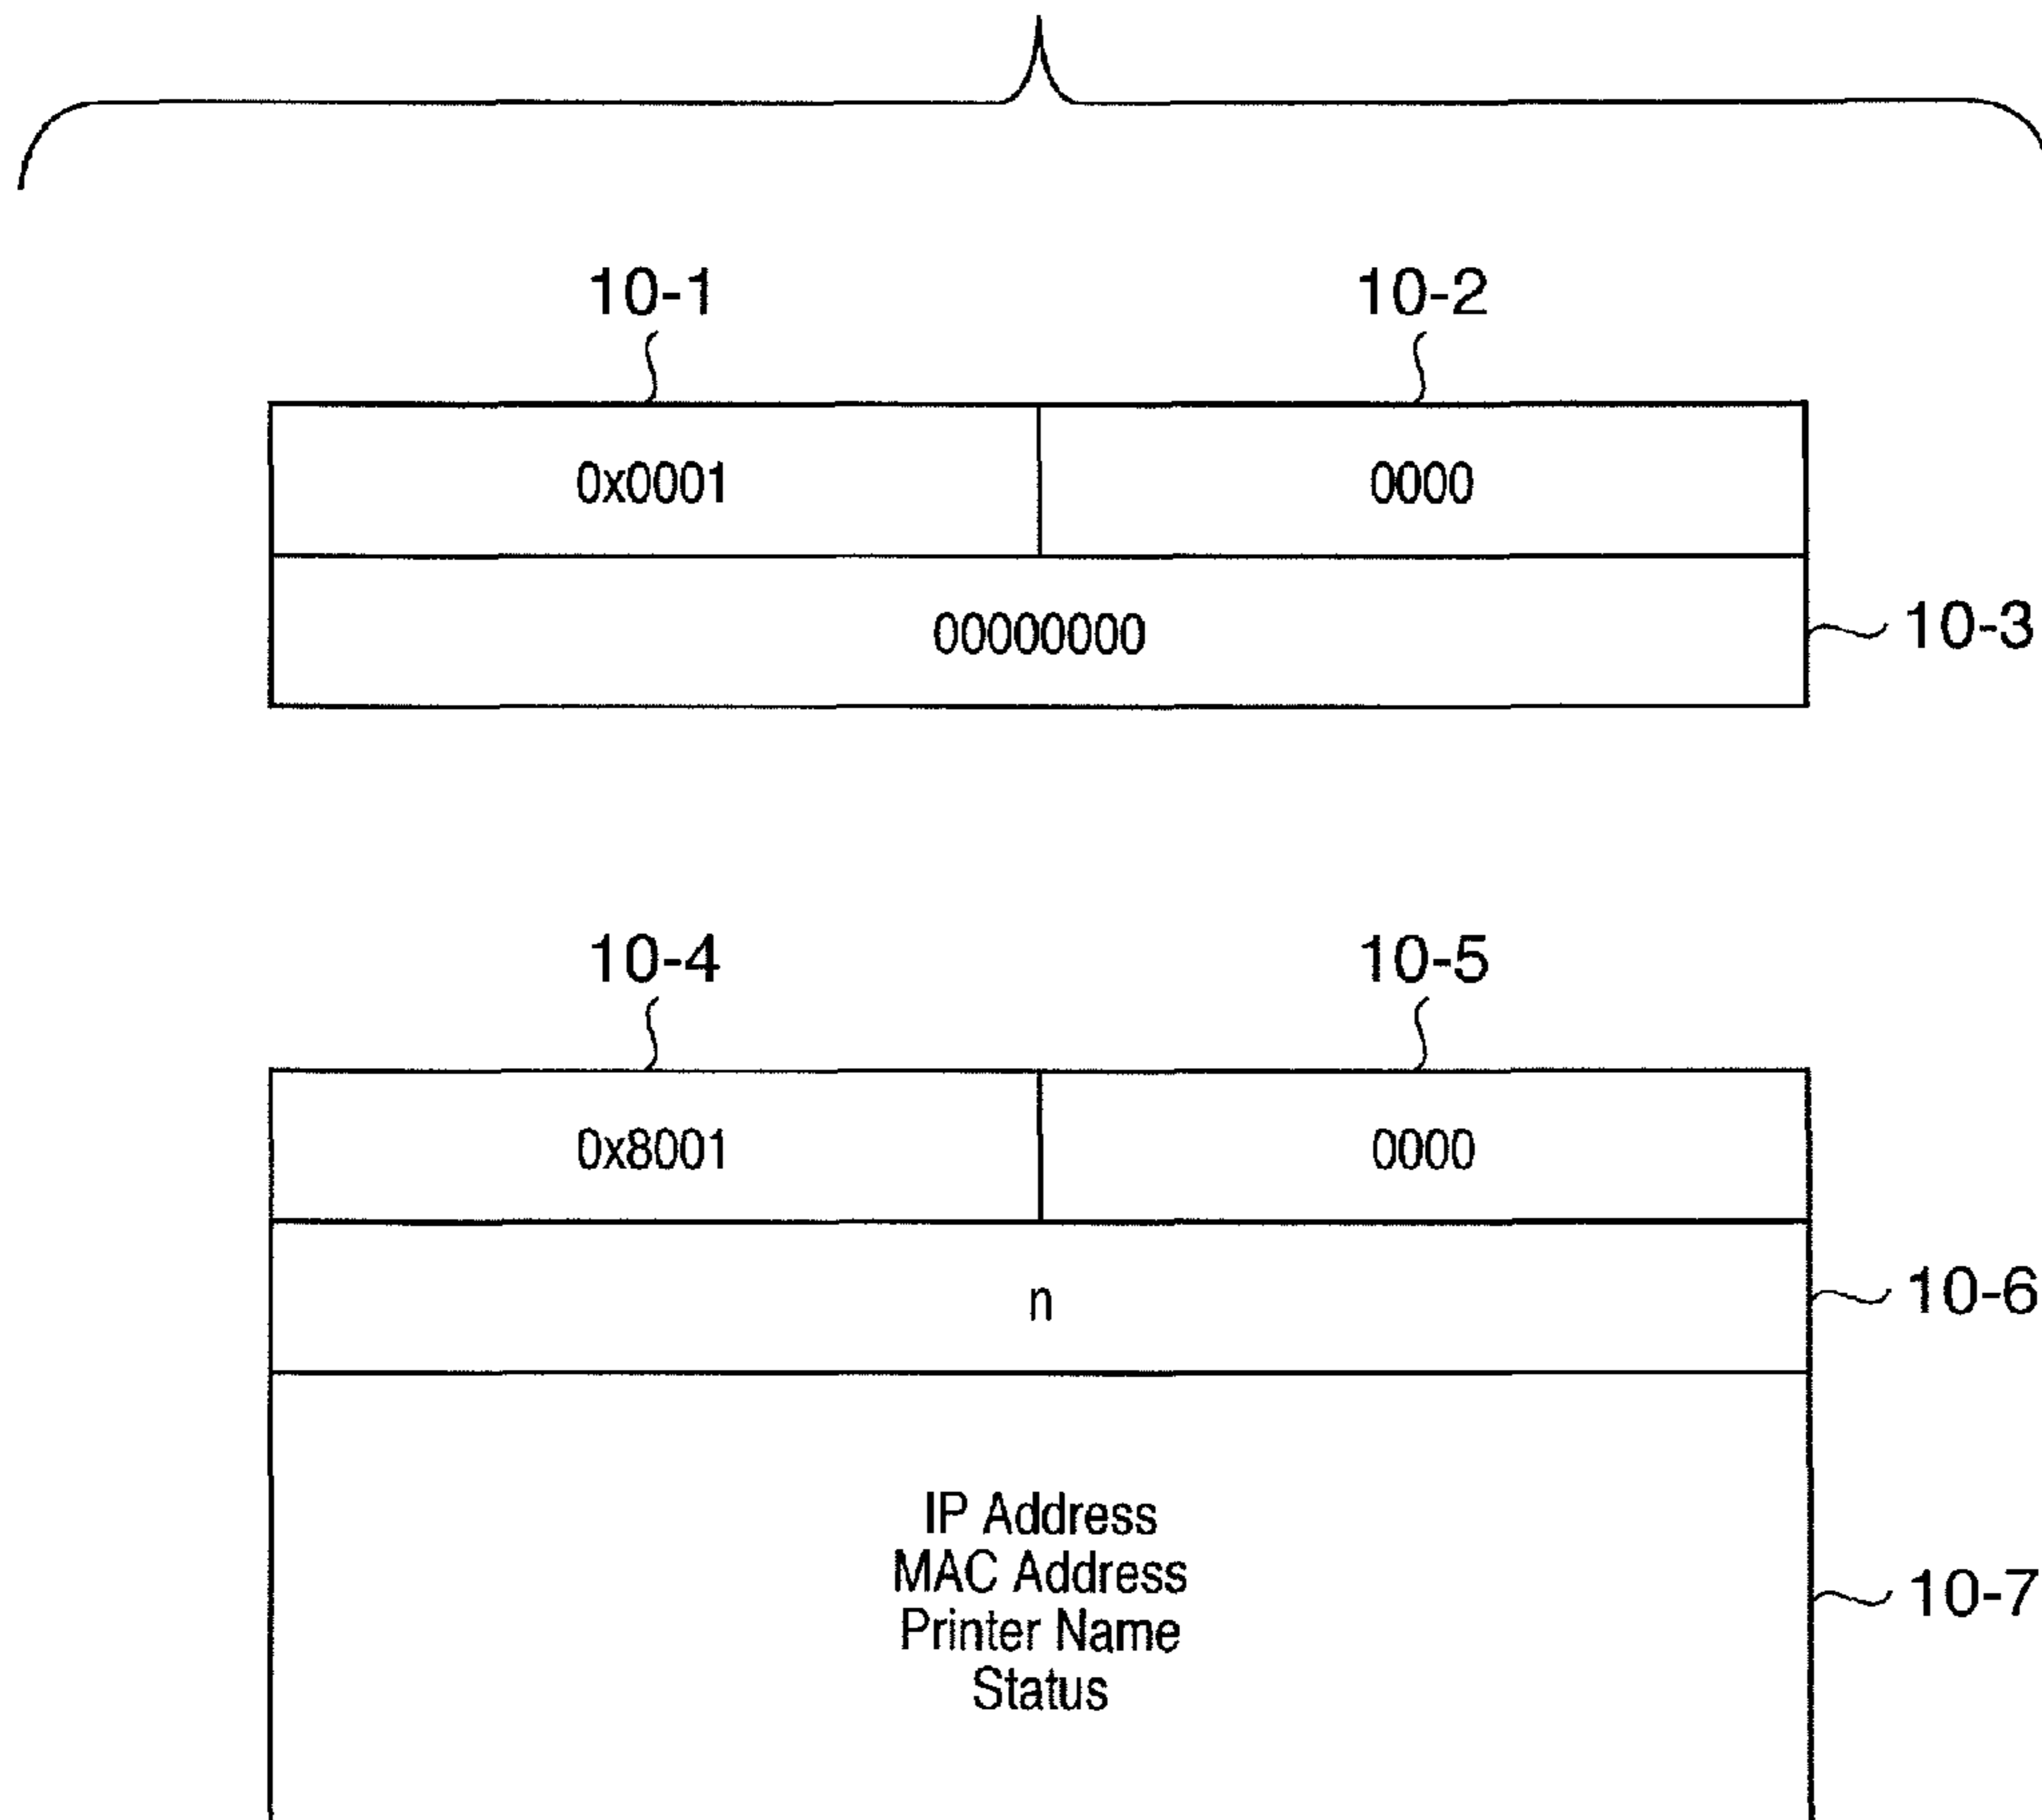 10-1 10-2
0x0001 0000
00000000 10-3
10-4 10-5
0x8001 0000
n 10-6
IP Address
MAC Address
Printer Name 10-7
Status